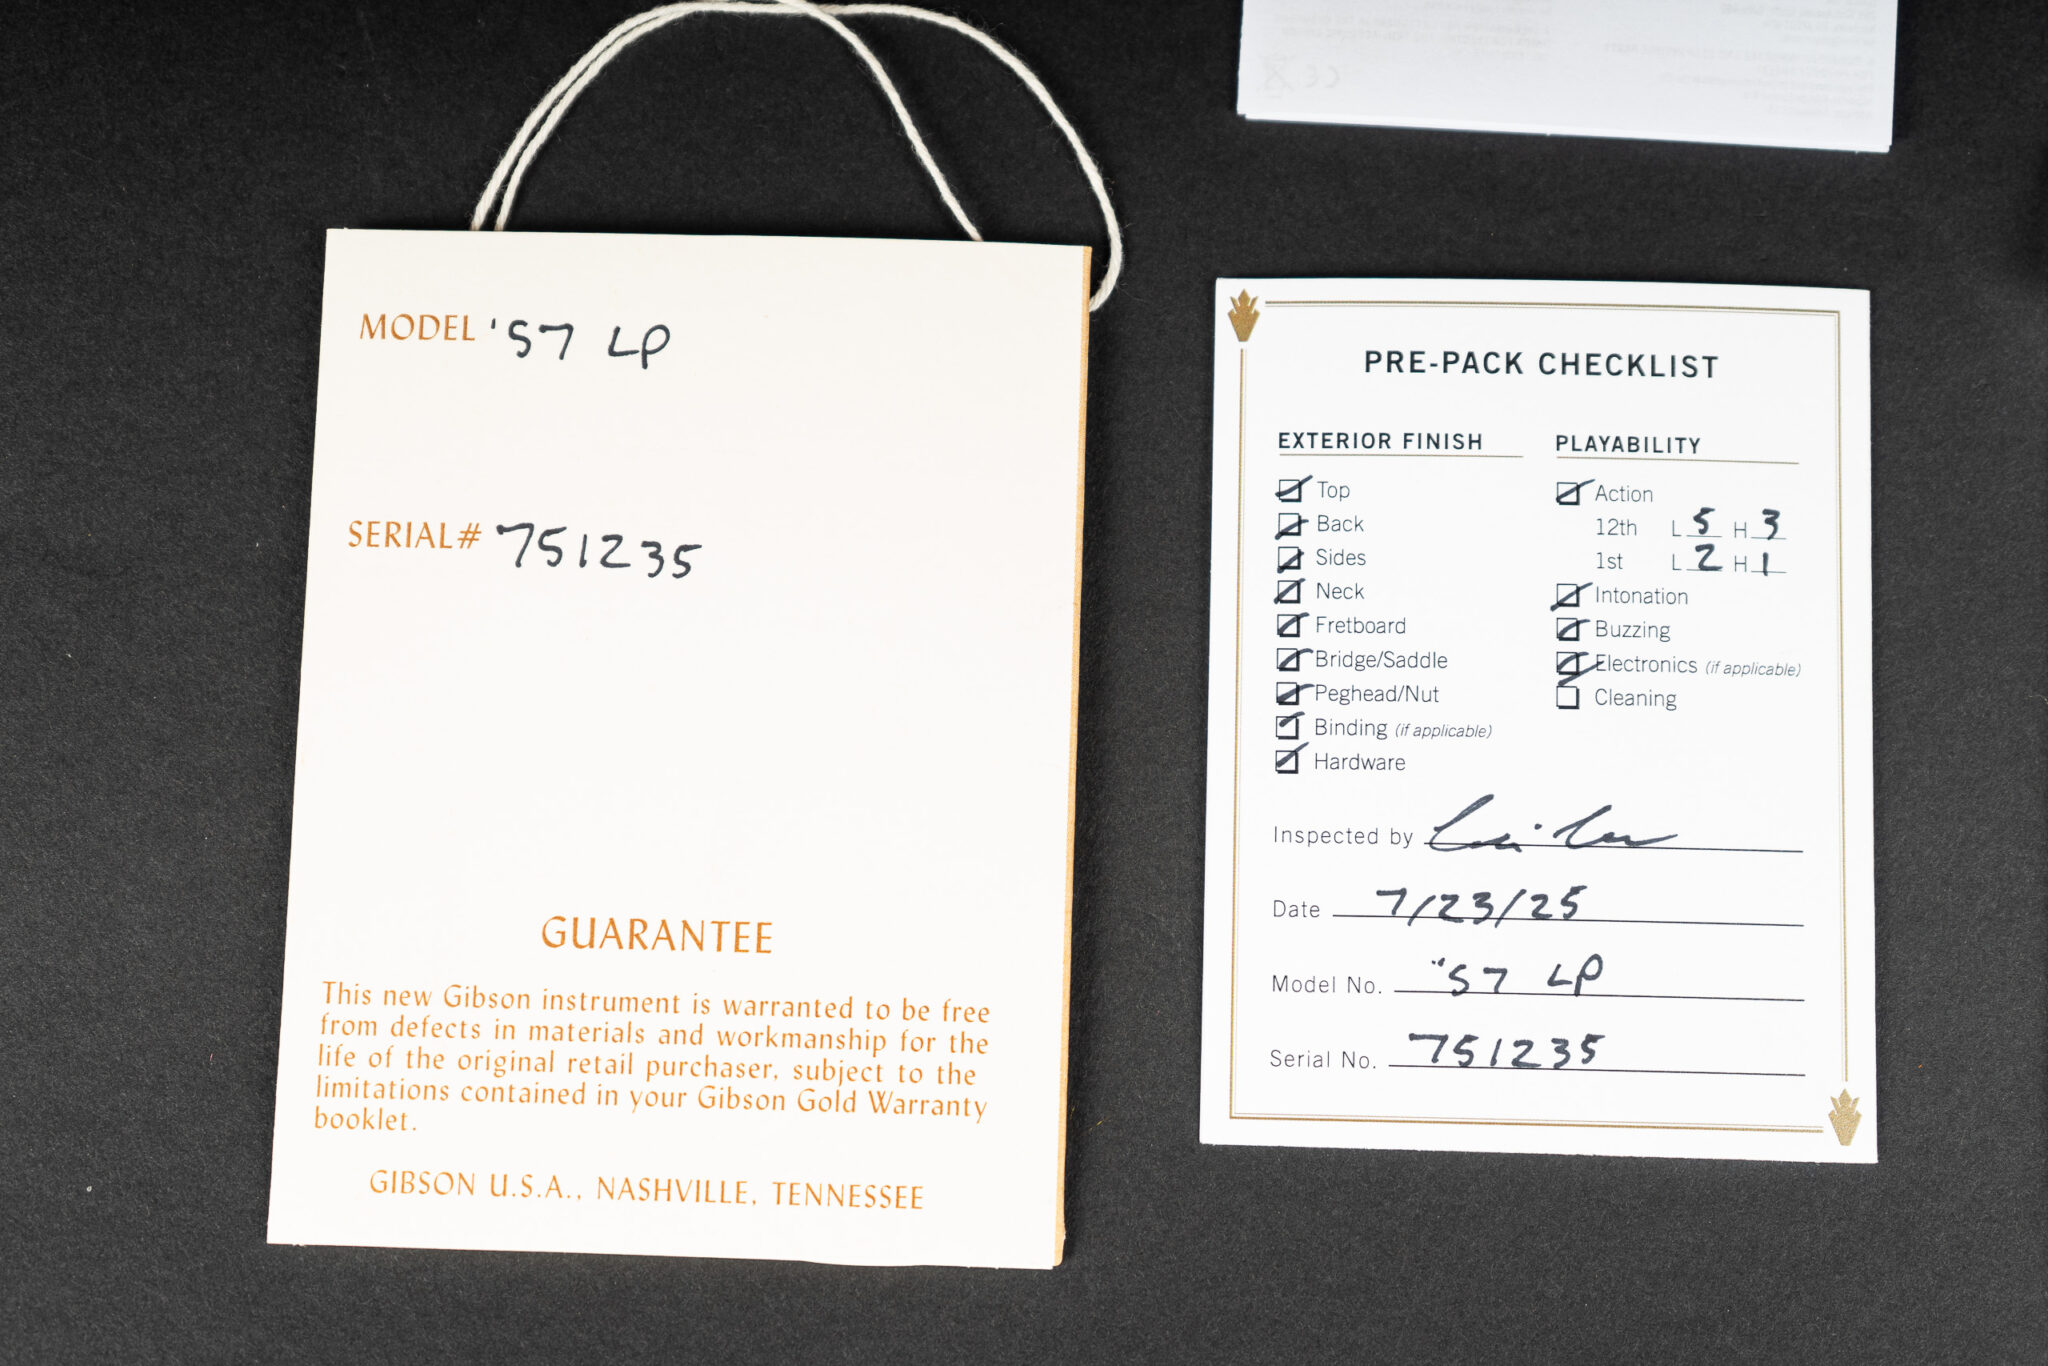 MODEL '57 LP
SERIAL# 751235
GUARANTEE
This new Gibson instrument is warranted to be free
from defects in materials and workmanship for the
life of the original retail purchaser, subject to the
limitations contained in your Gibson Gold Warranty
booklet.
GIBSON U.S.A., NASHVILLE, TENNESSEE
PRE-PACK CHECKLIST
EXTERIOR FINISH
Top
Back
Sides
Neck
Fretboard
Bridge/Saddle
Peghead/Nut
Binding (if applicable)
Hardware
PLAYABILITY
Action
12th L 5 H 3
1st L 2 H 1
Intonation
Buzzing
Electronics (if applicable)
Cleaning
Inspected by
Date 7/23/25
Model No. '57 LP
Serial No. 751235